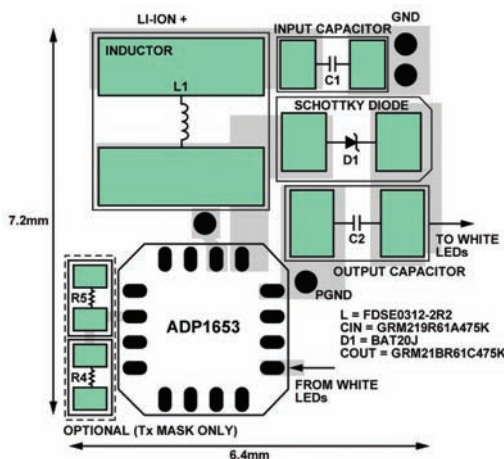 LI-ION +
GND
INDUCTOR
INPUT CAPACITOR
L1
C1
SCHOTTKY DIODE
D1
7.2mm
C2
TO WHITE
LEDs
OUTPUT CAPACITOR
PGND
R5
ADP1653
L = FDSE0312-2R2
CIN = GRM219R61A475K
D1 = BAT20J
COUT = GRM21BR61C475K
R4
FROM WHITE
LEDs
OPTIONAL (Tx MASK ONLY)
6.4mm